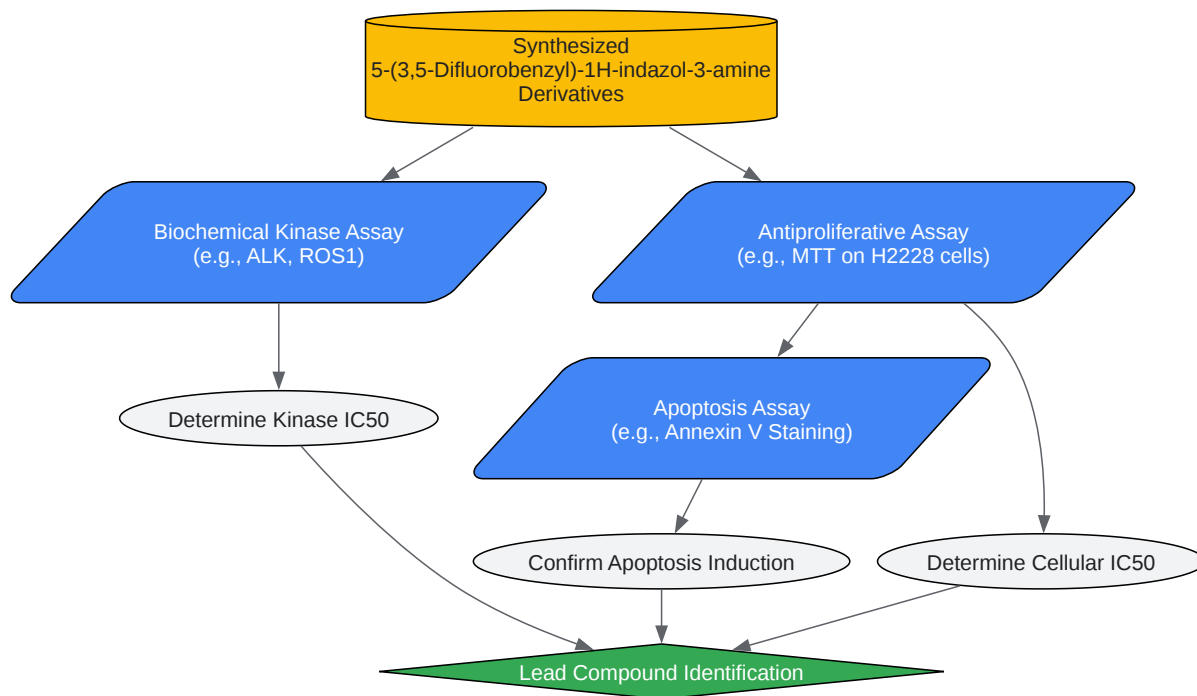 Synthesized
5-(3,5-Difluorobenzyl)-1H-indazol-3-amine
Derivatives
Biochemical Kinase Assay
(e.g., ALK, ROS1)
Antiproliferative Assay
(e.g., MTT on H2228 cells)
Determine Kinase IC50
Apoptosis Assay
(e.g., Annexin V Staining)
Confirm Apoptosis Induction
Determine Cellular IC50
Lead Compound Identification